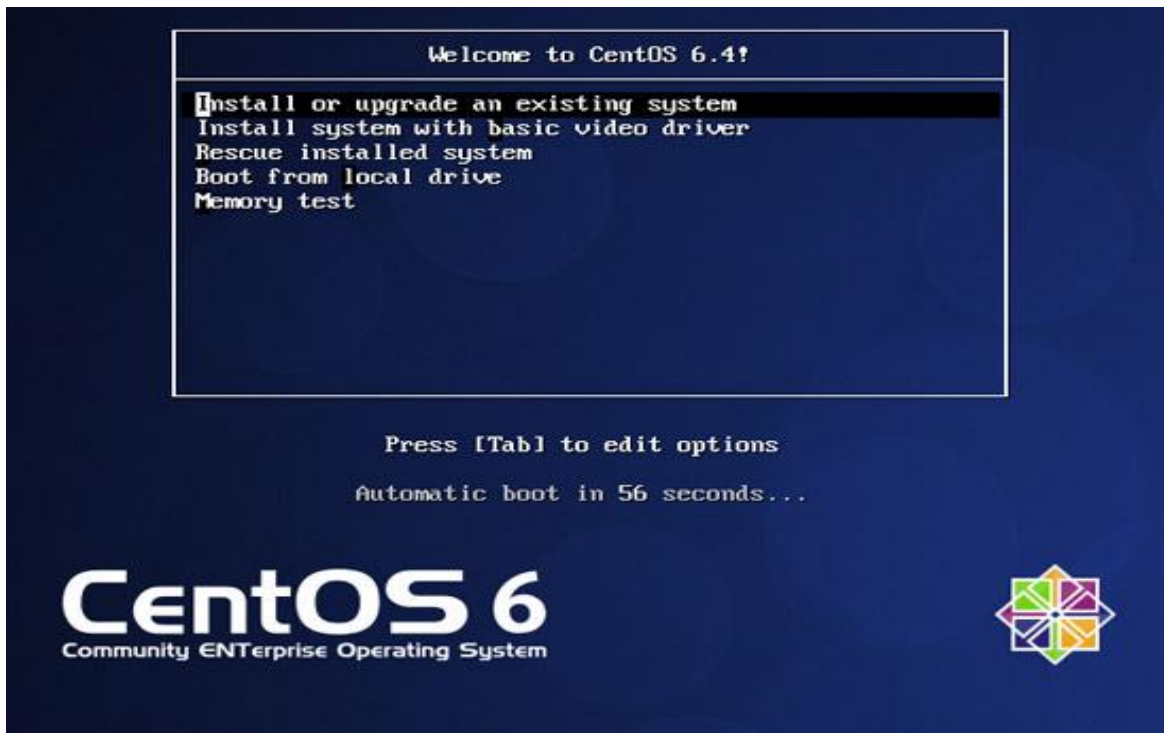 Welcome to CentOS 6.4!
Install or upgrade an existing system
Install system with basic video driver
Rescue installed system
Boot from local drive
Memory test
Press [Tab] to edit options
Automatic boot in 56 seconds...
CentOS 6
Community ENTerprise Operating System